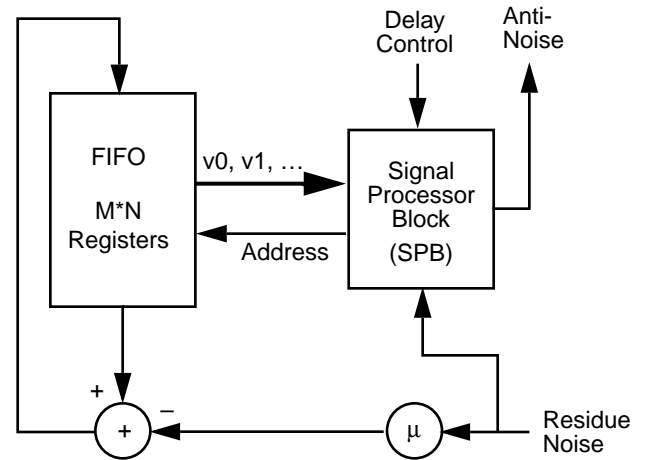 Delay
Control
Anti-
Noise
FIFO
M*N
Registers
v0, v1, …
Signal
Processor
Block
(SPB)
Address
+
−
+
μ
Residue
Noise